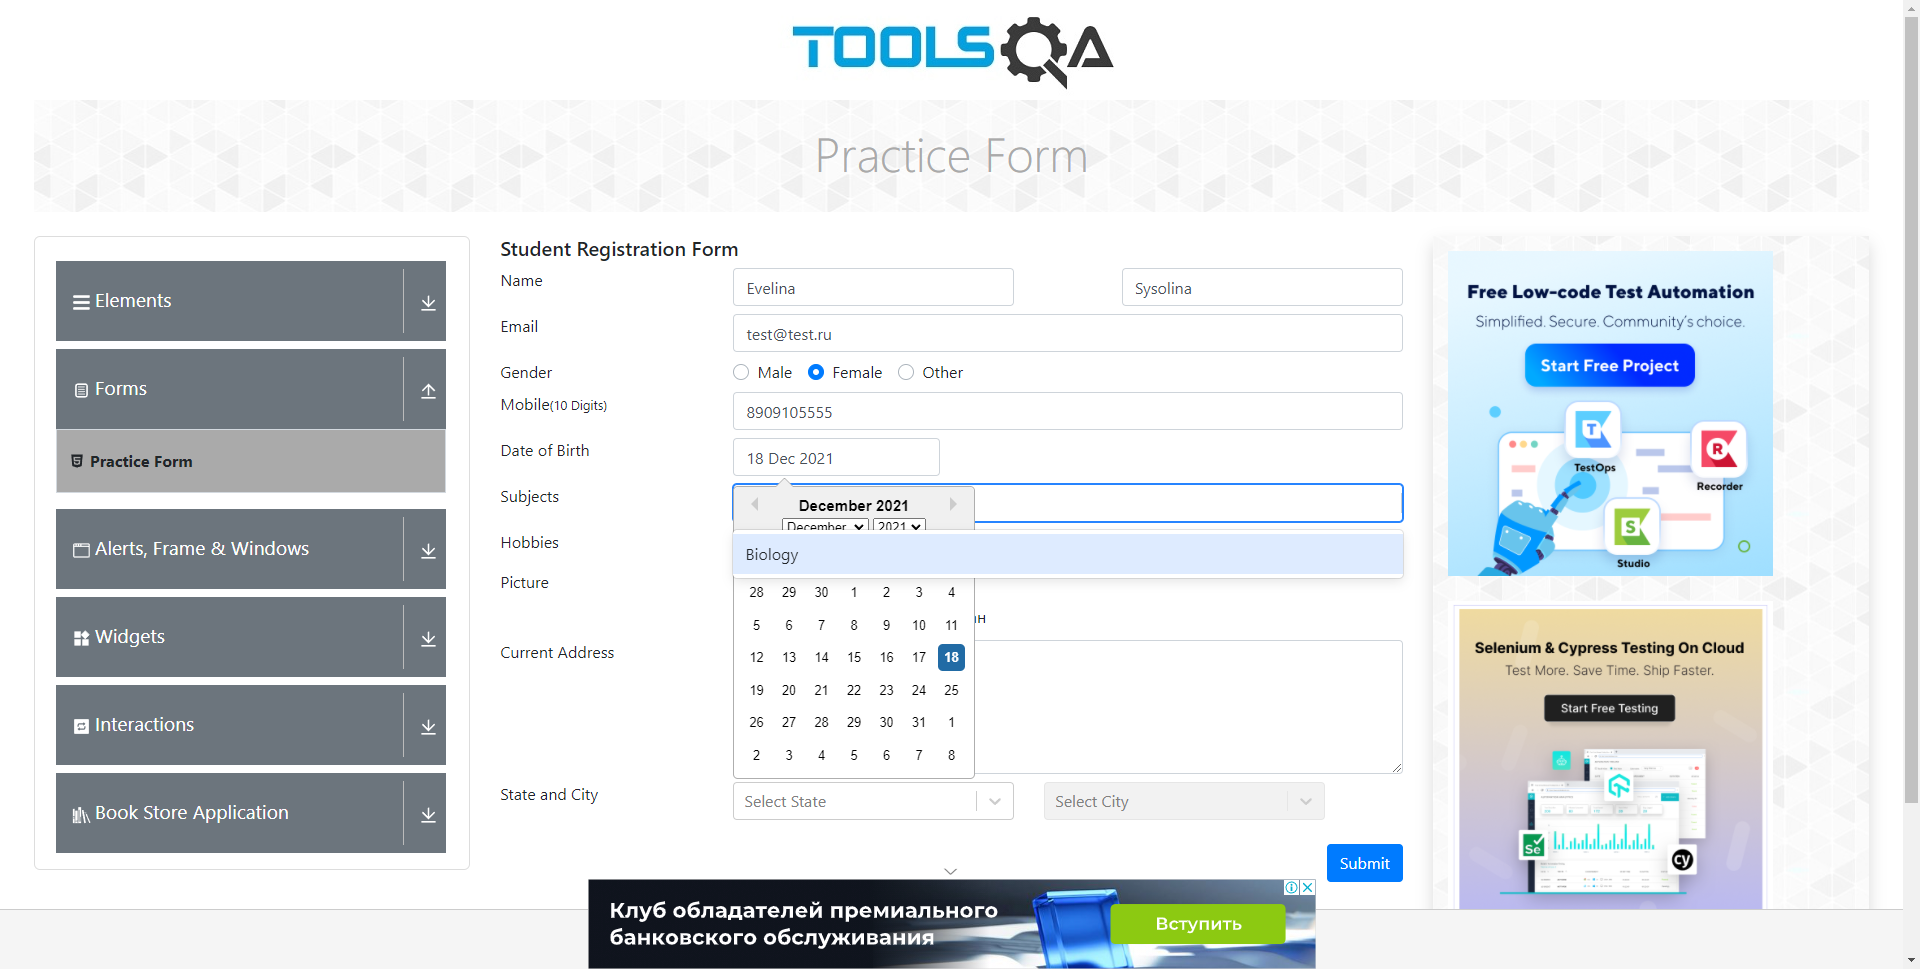 TOOLSQA
Practice Form
Elements
Forms
Practice Form
Alerts, Frame & Windows
Widgets
Interactions
Book Store Application
Student Registration Form
Name
Evelina
Sysolina
Email
test@test.ru
Gender
Male
Female
Other
Mobile(10 Digits)
8909105555
Date of Birth
18 Dec 2021
Subjects
December 2021
December 2021
Hobbies
Biology
Picture
28 29 30 1 2 3 4
5 6 7 8 9 10 11
12 13 14 15 16 17 18
19 20 21 22 23 24 25
26 27 28 29 30 31 1
2 3 4 5 6 7 8
н
Current Address
State and City
Select State
Select City
Submit
Free Low-code Test Automation
Simplified. Secure. Community's choice.
Start Free Project
T
TestOps
R
Recorder
S
Studio
Selenium & Cypress Testing On Cloud
Test More. Save Time. Ship Faster.
Start Free Testing
Se
cy
Клуб обладателей премиального
банковского обслуживания
Вступить